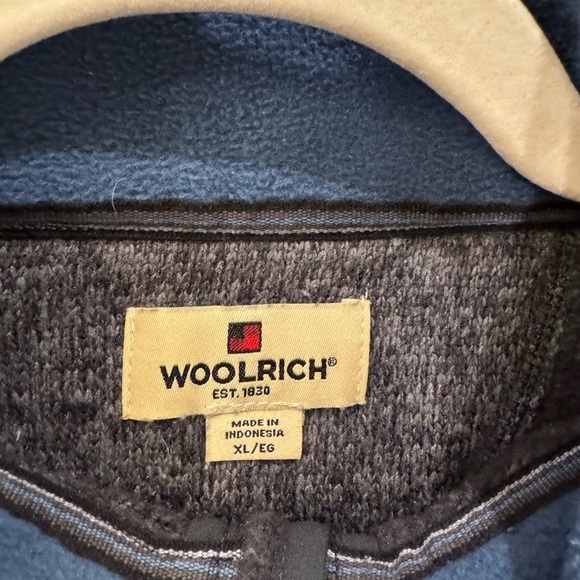 WOOLRICH®
EST. 1830
MADE IN
INDONESIA
XL/EG